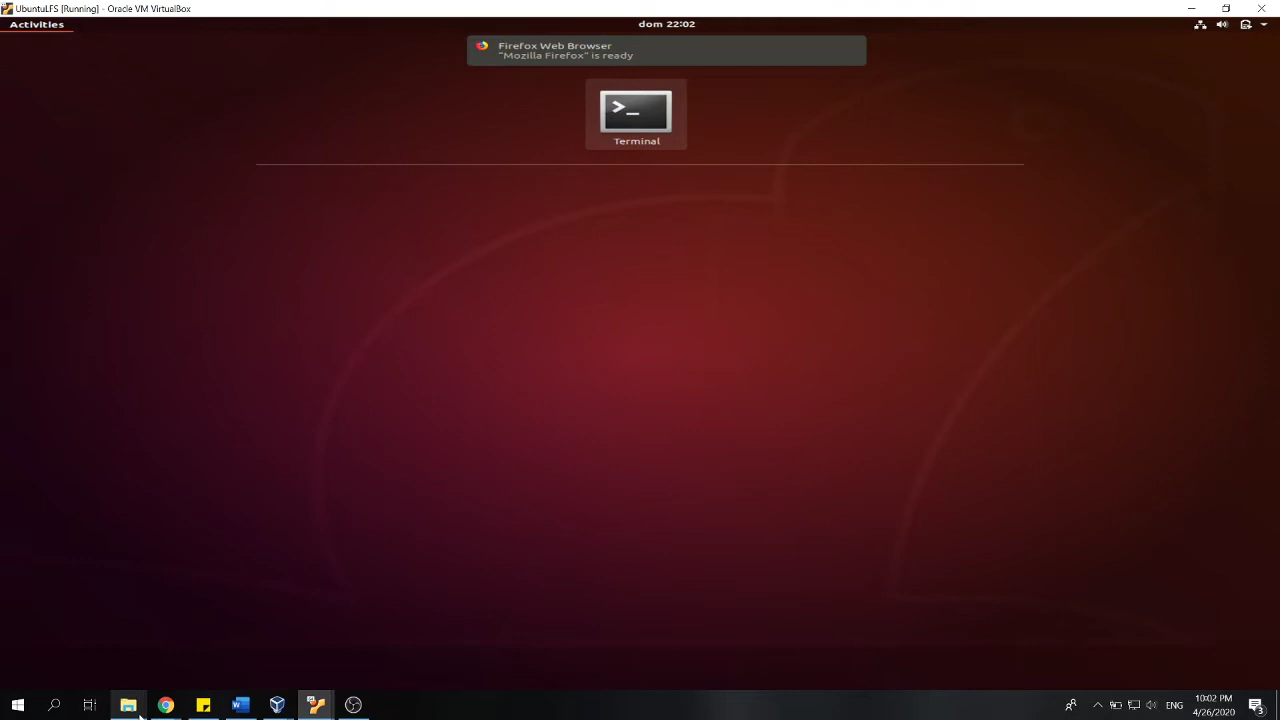 UbuntuLFS [Running] - Oracle VM VirtualBox
Activities
dom 22:02
Firefox Web Browser
"Mozilla Firefox" is ready
>_
Terminal
ENG
10:02 PM
4/26/2020
3